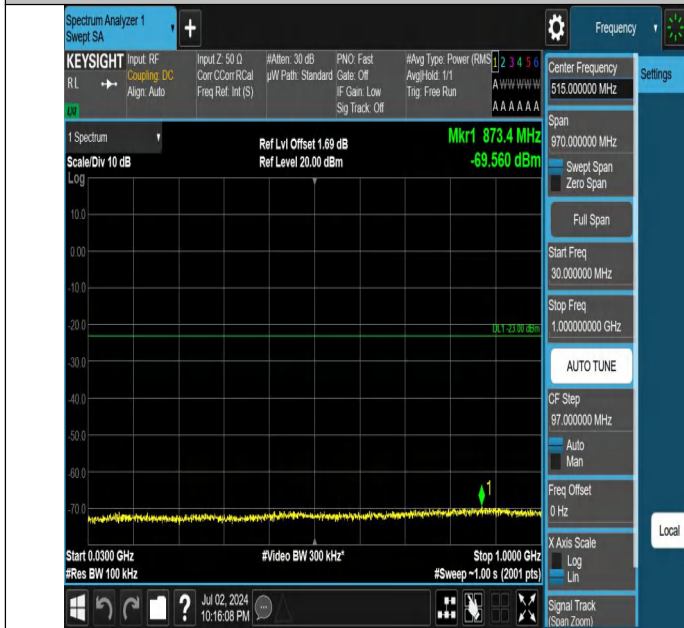 Spectrum Analyzer 1
Swept SA
+
Frequency
KEYSIGHT
RL
LXI
Input: RF
Coupling: DC
Align: Auto
Input Z: 50 Ω
Corr CCorr RCal
Freq Ref: Int (S)
#Atten: 30 dB
µW Path: Standard
PNO: Fast
Gate: Off
IF Gain: Low
Sig Track: Off
#Avg Type: Power (RMS
Avg|Hold: 1/1
Trig: Free Run
1 2 3 4 5 6
A W W W W W
A A A A A A
1 Spectrum
Scale/Div 10 dB
Ref Lvl Offset 1.69 dB
Ref Level 20.00 dBm
Mkr1 873.4 MHz
-69.560 dBm
Log
10.0
0.00
-10.0
-20.0
DL1 -23.00 dBm
-30.0
-40.0
-50.0
-60.0
-70.0
1
Start 0.0300 GHz
#Res BW 100 kHz
#Video BW 300 kHz*
Stop 1.0000 GHz
#Sweep ~1.00 s (2001 pts)
Center Frequency
515.000000 MHz
Span
970.000000 MHz
Swept Span
Zero Span
Full Span
Start Freq
30.000000 MHz
Stop Freq
1.000000000 GHz
AUTO TUNE
CF Step
97.000000 MHz
Auto
Man
Freq Offset
0 Hz
X Axis Scale
Log
Lin
Signal Track
(Span Zoom)
Settings
Local
?
Jul 02, 2024
10:16:08 PM